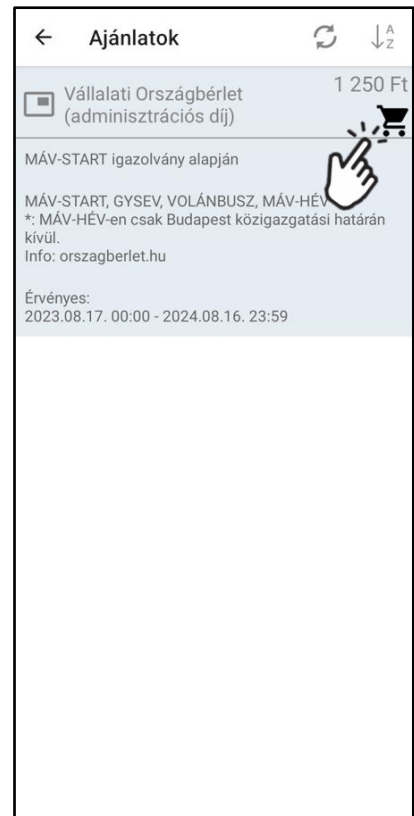 Ajánlatok
A
Z
Vállalati Országbérlet
(adminisztrációs díj)
1 250 Ft
MÁV-START igazolvány alapján
MÁV-START, GYSEV, VOLÁNBUSZ, MÁV-HÉV
*: MÁV-HÉV-en csak Budapest közigazgatási határán
kívül.
Info: orszagberlet.hu
Érvényes:
2023.08.17. 00:00 - 2024.08.16. 23:59